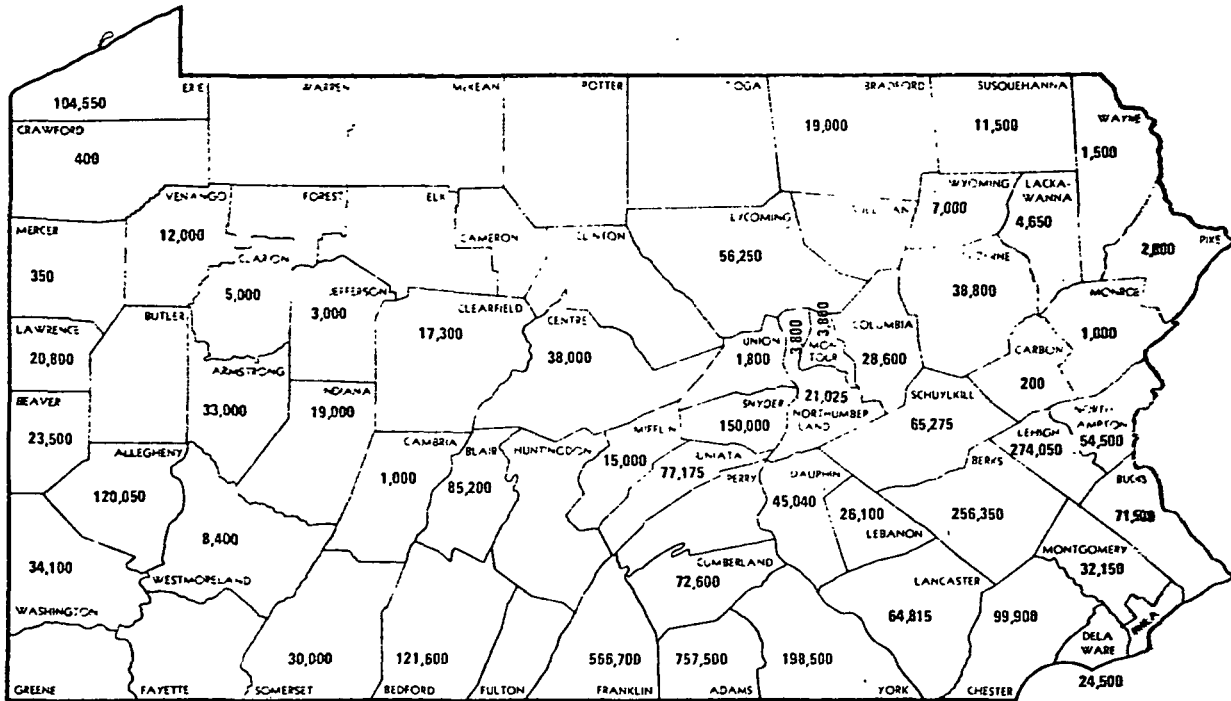 ERIE
104,550
CRAWFORD
400
WARREN
McKEAN
POTTER
TIOGA
BRADFORD
19,000
SUSQUEHANNA
11,500
WAYNE
1,500
VENANGO
12,000
FOREST
ELK
CAMERON
CLINTON
LYCOMING
56,250
SULLIVAN
WYOMING
7,000
LACKA-
WANNA
4,650
PIKE
MERCER
350
CLARION
5,000
JEFFERSON
3,000
CLEARFIELD
17,300
CENTRE
38,000
UNION
1,800
3,800
3,800
MON
TOUR
COLUMBIA
28,600
LUZERNE
38,800
MONROE
1,000
CARBON
200
LAWRENCE
20,800
BUTLER
ARMSTRONG
33,000
INDIANA
19,000
BEAVER
23,500
ALLEGHENY
120,050
CAMBRIA
1,000
BLAIR
85,200
HUNTINGDON
MIFFLIN
15,000
SNYDER
150,000
JUNIATA
77,175
21,025
NORTHUMBER
LAND
SCHUYLKILL
65,275
LEHIGH
274,050
NORTH
AMPTON
54,500
PERRY
DAUPHIN
45,040
26,100
LEBANON
BERKS
256,350
BUCKS
34,100
WASHINGTON
8,400
WESTMORELAND
CUMBERLAND
72,600
LANCASTER
64,815
MONTGOMERY
32,150
PHILA
99,900
DELA
WARE
24,500
GREENE
FAYETTE
30,000
SOMERSET
121,600
BEDFORD
FULTON
566,700
FRANKLIN
757,500
ADAMS
198,500
YORK
CHESTER